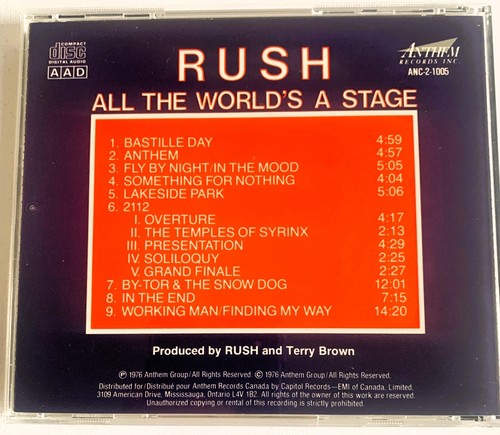 COMPACT
disc
DIGITAL AUDIO
AAD
RUSH
ANTHEM
RECORDS INC.
ANC-2-1005
ALL THE WORLD'S A STAGE
1. BASTILLE DAY 4:59
2. ANTHEM 4:57
3. FLY BY NIGHT/IN THE MOOD 5:05
4. SOMETHING FOR NOTHING 4:04
5. LAKESIDE PARK 5:06
6. 2112
I. OVERTURE 4:17
II. THE TEMPLES OF SYRINX 2:13
III. PRESENTATION 4:29
IV. SOLILOQUY 2:25
V. GRAND FINALE 2:27
7. BY-TOR & THE SNOW DOG 12:01
8. IN THE END 7:15
9. WORKING MAN/FINDING MY WAY 14:20
Produced by RUSH and Terry Brown
℗ 1976 Anthem Group/All Rights Reserved. © 1976 Anthem Group/All Rights Reserved.
Distributed for/Distribué pour Anthem Records Canada by Capitol Records—EMI of Canada, Limited,
3109 American Drive, Mississauga, Ontario L4V 1B2. All rights of the owner of this work are reserved.
Unauthorized copying or rental of this recording is strictly prohibited.